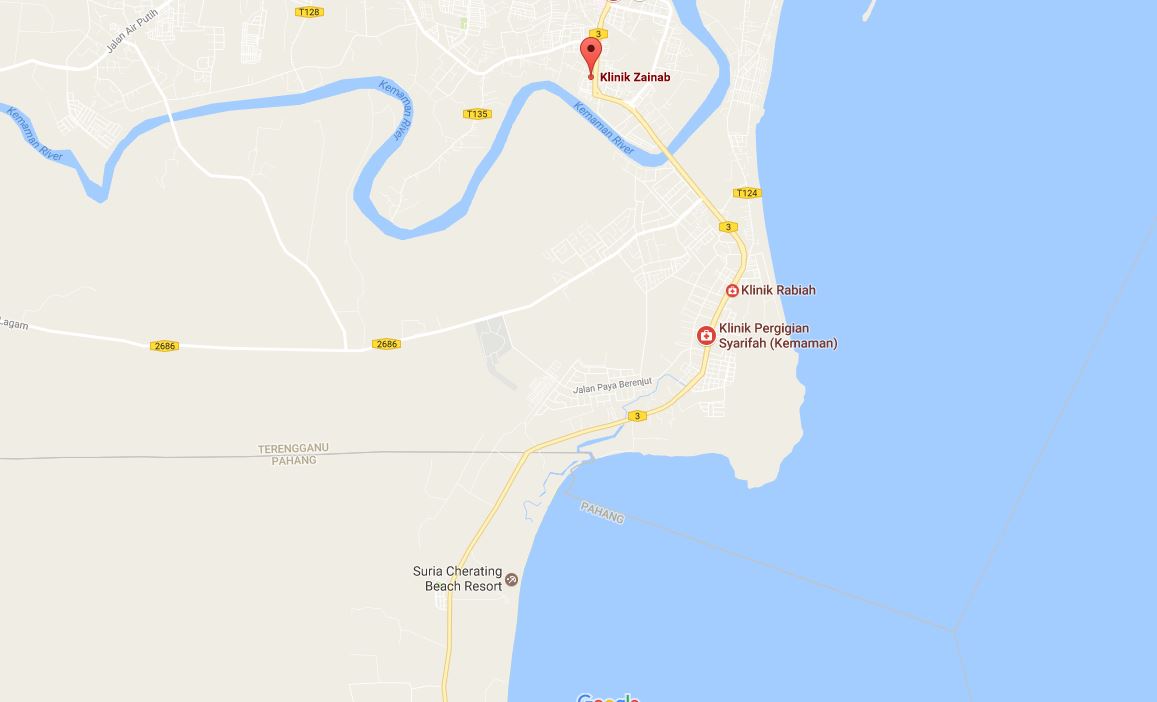 T128
Jalan Air Putih
3
Klinik Zainab
Kemaman River
Kemaman River
T135
Kemaman River
T124
3
Klinik Rabiah
Klinik Pergigian
Syarifah (Kemaman)
Lagam
2686
2686
Jalan Paya Berenjut
3
TERENGGANU
PAHANG
PAHANG
Suria Cherating
Beach Resort
Google